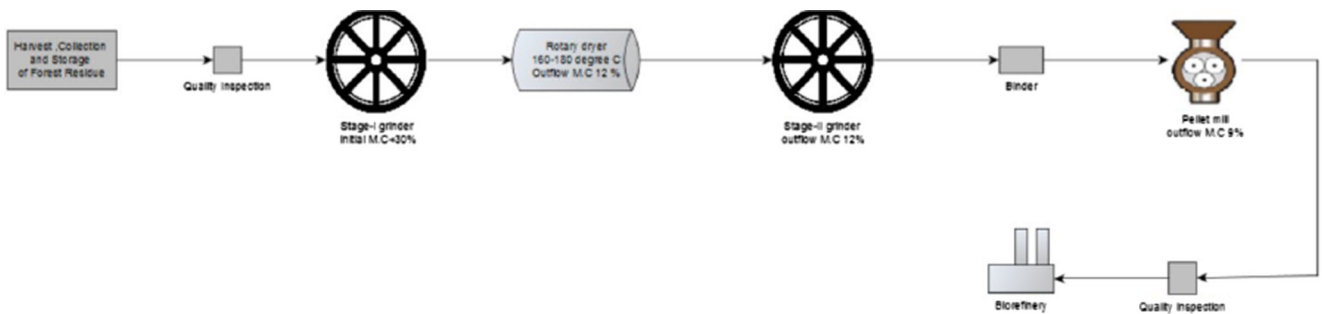 Harvest ,Collection
and Storage
of Forest Residue
Quality Inspection
Stage-I grinder
initial M.C=30%
Rotary dryer
160-180 degree C
Outflow M.C 12 %
Stage-II grinder
outflow M.C 12%
Binder
Pellet mill
outflow M.C 9%
Biorefinery
Quality Inspection